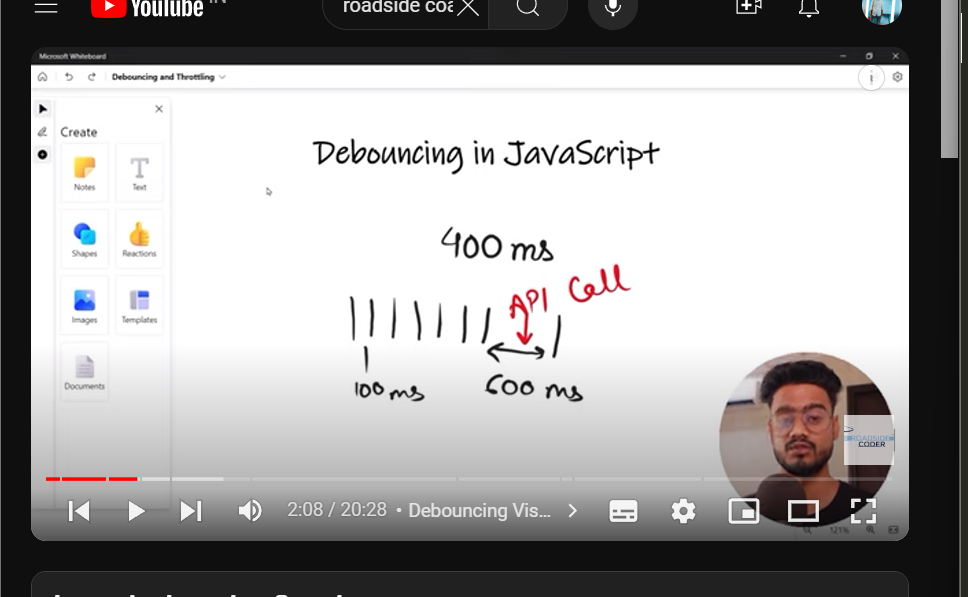 YouTube IN
roadside coa
Microsoft Whiteboard
Debouncing and Throttling
Create
Notes
Text
Shapes
Reactions
Images
Templates
Documents
Debouncing in JavaScript
400 ms
API Call
100 ms
600 ms
ROADSIDE
CODER
2:08 / 20:28 • Debouncing Vis...
121%